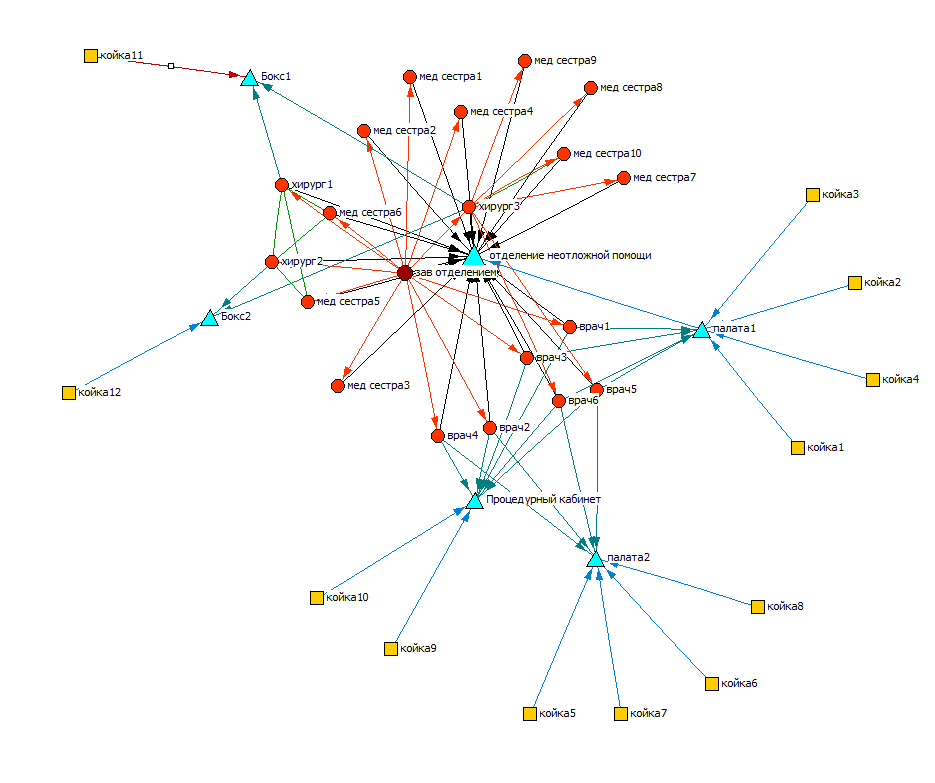 койка11
Бокс1
мед сестра1
мед сестра9
мед сестра8
мед сестра4
мед сестра2
мед сестра10
мед сестра7
хирург1
мед сестра6
хирург3
койка3
отделение неотложной помощи
хирург2
зав отделением
койка2
мед сестра5
Бокс2
врач1
палата1
врач3
мед сестра3
койка4
койка12
врач5
врач6
врач4
врач2
койка1
Процедурный кабинет
палата2
койка10
койка8
койка9
койка6
койка5
койка7